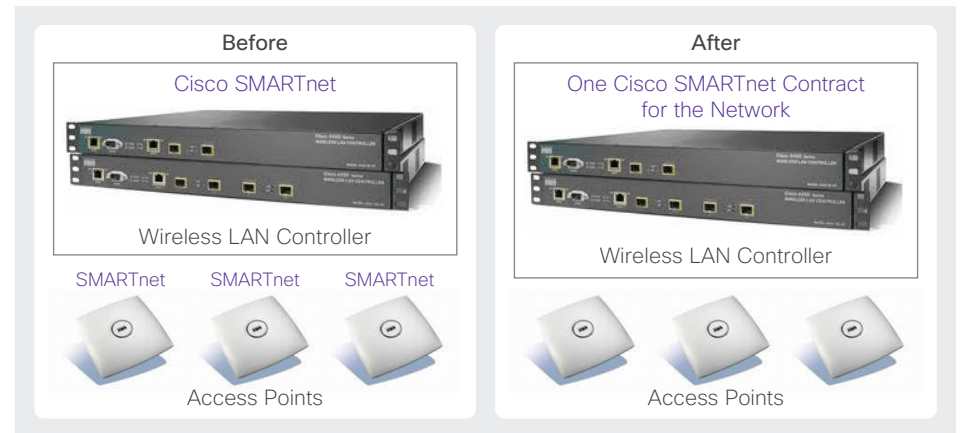 Before
Cisco SMARTnet
Wireless LAN Controller
SMARTnet SMARTnet SMARTnet
Access Points
After
One Cisco SMARTnet Contract
for the Network
Wireless LAN Controller
Access Points